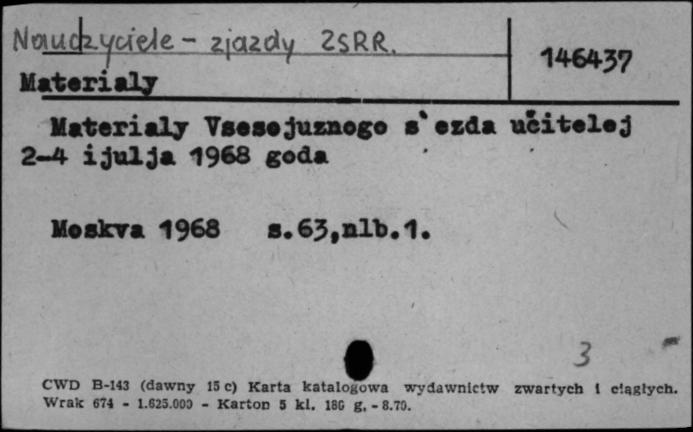 Nauczyciele - zjazdy ZSRR.
146437
Materialy
Materialy Vsesojuznogo s`ezda učitelej
2-4 ijulja 1968 goda
Moskva 1968 s.63,nlb.1.
3
CWD B-143 (dawny 15 c) Karta katalogowa wydawnictw zwartych i ciągłych.
Wrak 674 - 1.625.000 - Karton 5 kl. 180 g. - 8.70.